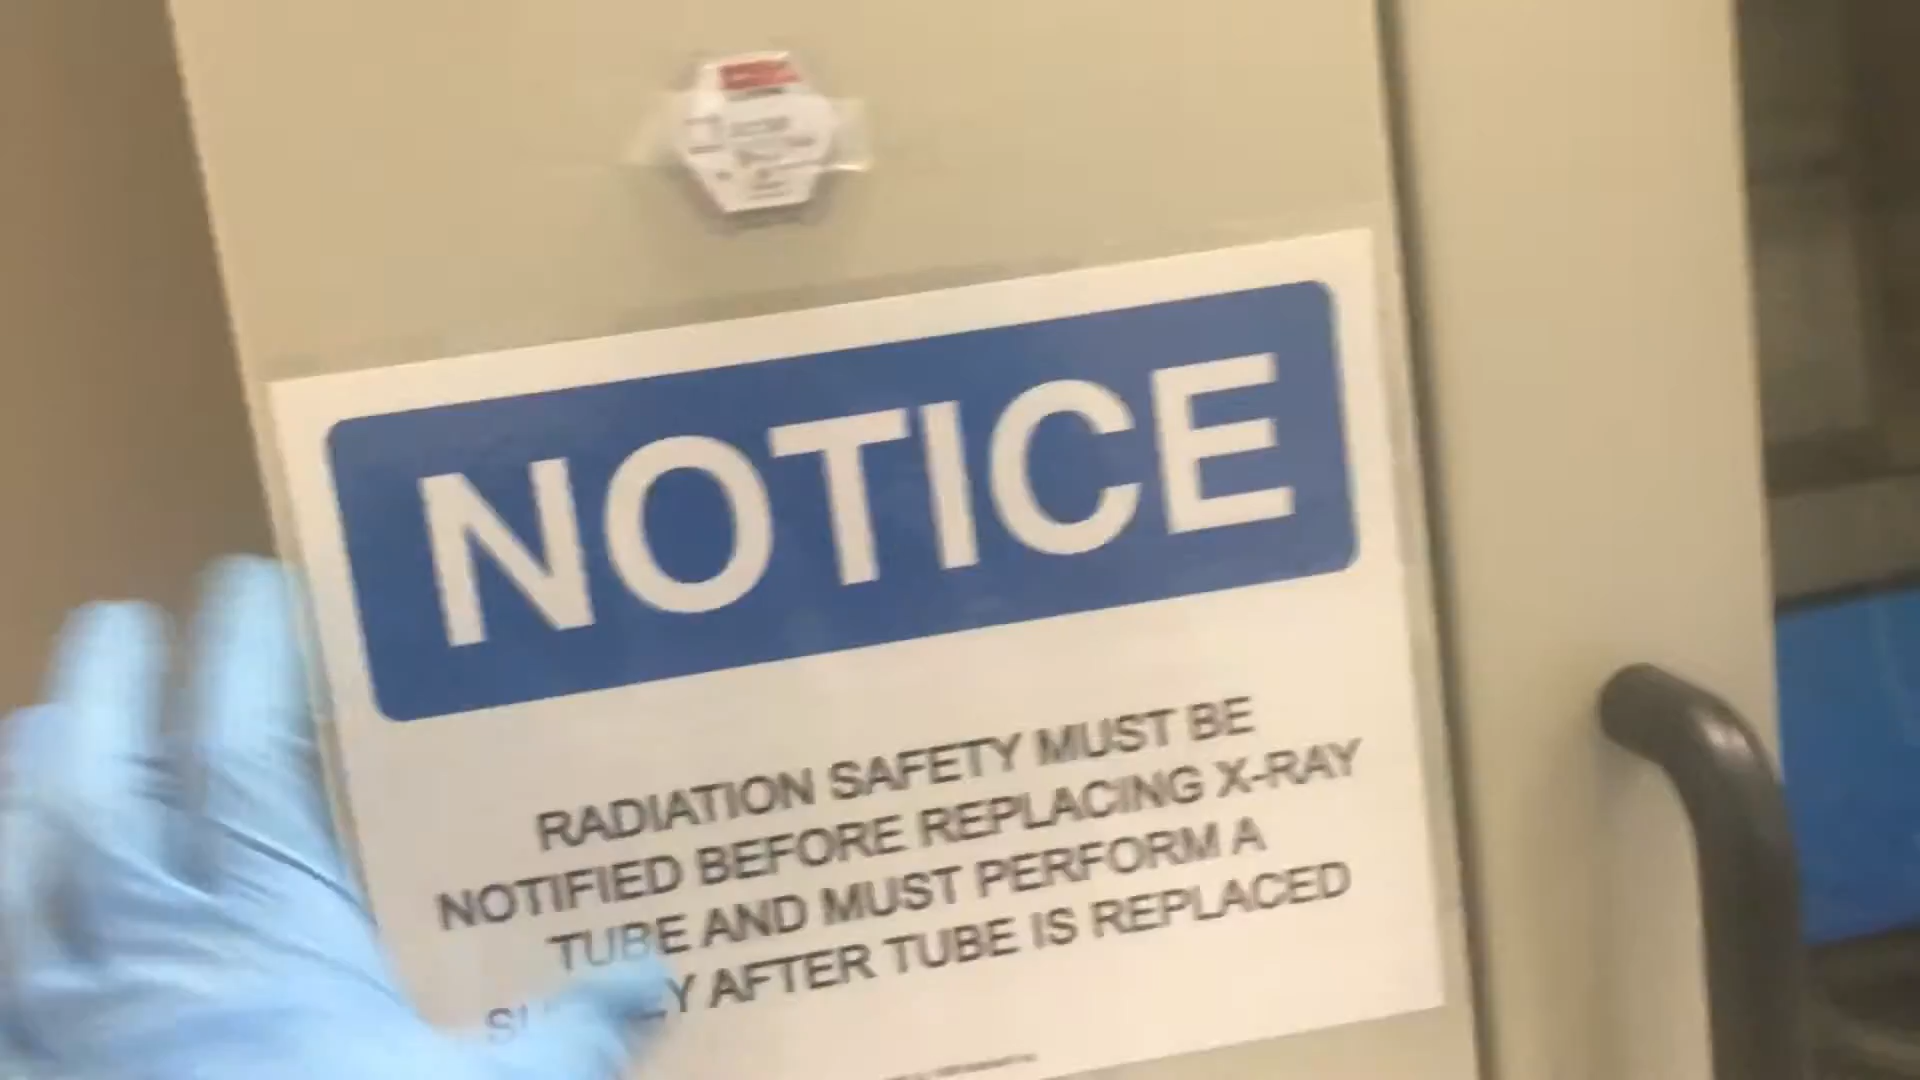 NOTICE
RADIATION SAFETY MUST BE
NOTIFIED BEFORE REPLACING X-RAY
TUBE AND MUST PERFORM A
AFTER TUBE IS REPLACED